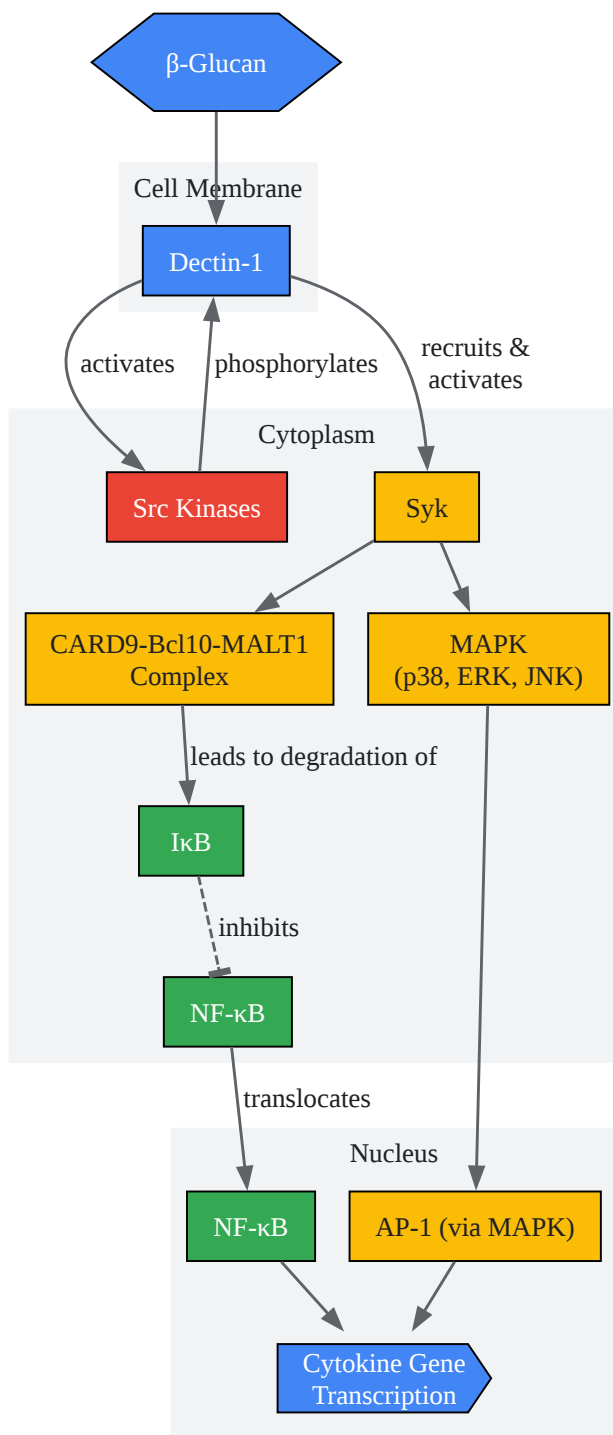 β-Glucan
Cell Membrane
Dectin-1
activates
phosphorylates
recruits &
activates
Cytoplasm
Src Kinases
Syk
CARD9-Bcl10-MALT1
Complex
MAPK
(p38, ERK, JNK)
leads to degradation of
IκB
inhibits
NF-κB
translocates
Nucleus
NF-κB
AP-1 (via MAPK)
Cytokine Gene
Transcription